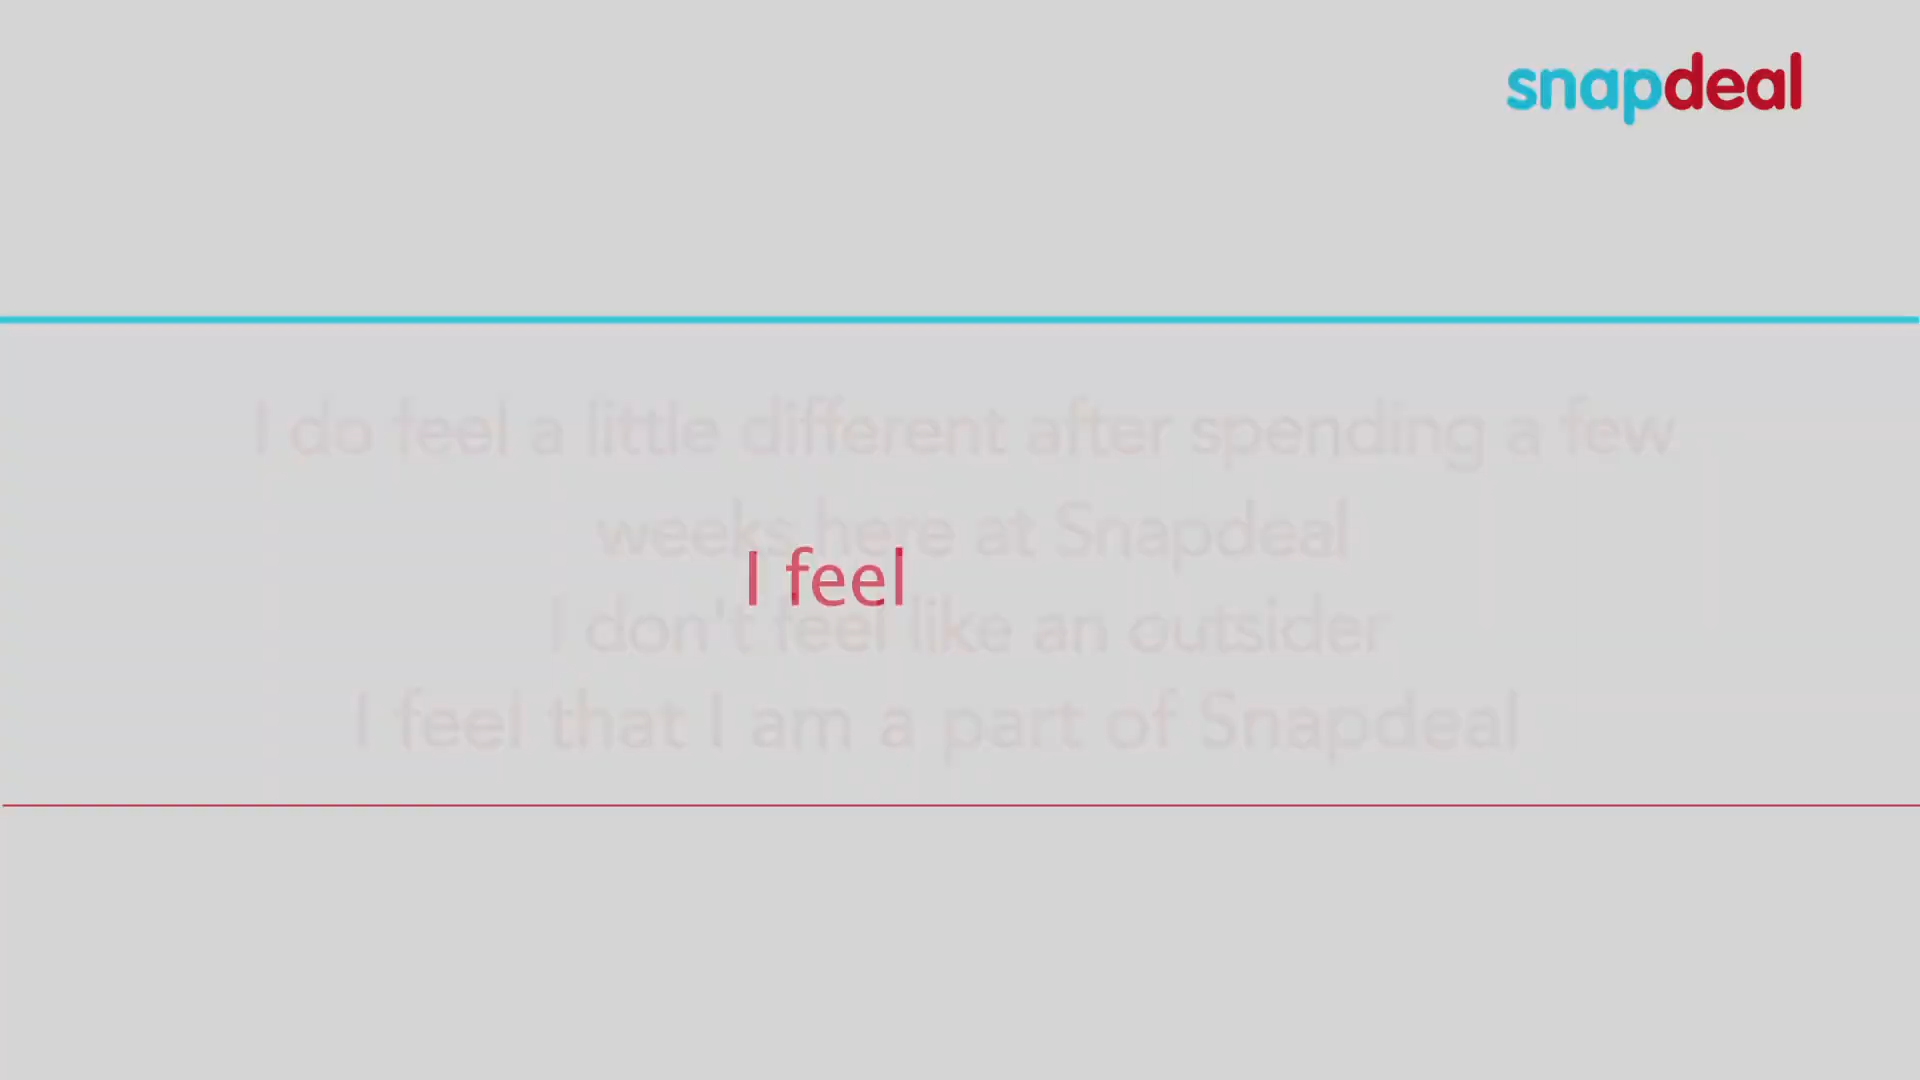 snapdeal
I do feel a little different after spending a few
weeks here at Snapdeal
I feel
I don't feel like an outsider
I feel that I am a part of Snapdeal